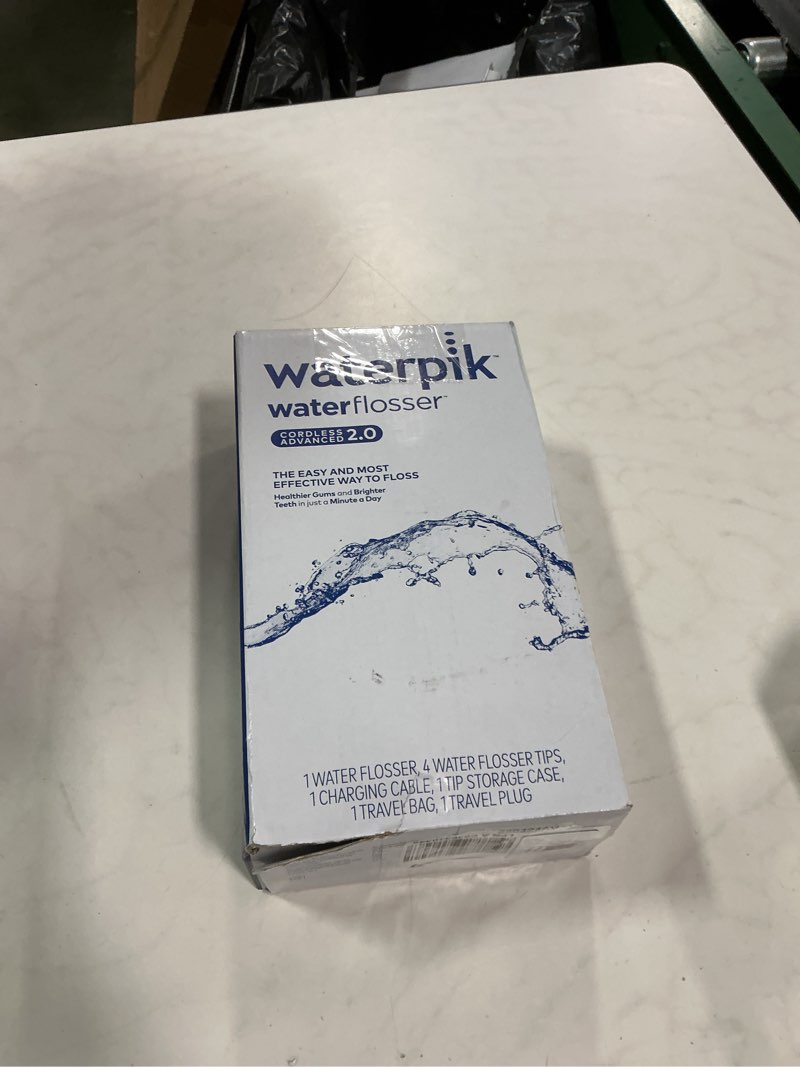 waterpik™
waterflosser™
CORDLESS
ADVANCED 2.0
THE EASY AND MOST
EFFECTIVE WAY TO FLOSS
Healthier Gums and Brighter
Teeth in just a Minute a Day
1 WATER FLOSSER, 4 WATER FLOSSER TIPS,
1 CHARGING CABLE, 1 TIP STORAGE CASE,
1 TRAVEL BAG, 1 TRAVEL PLUG